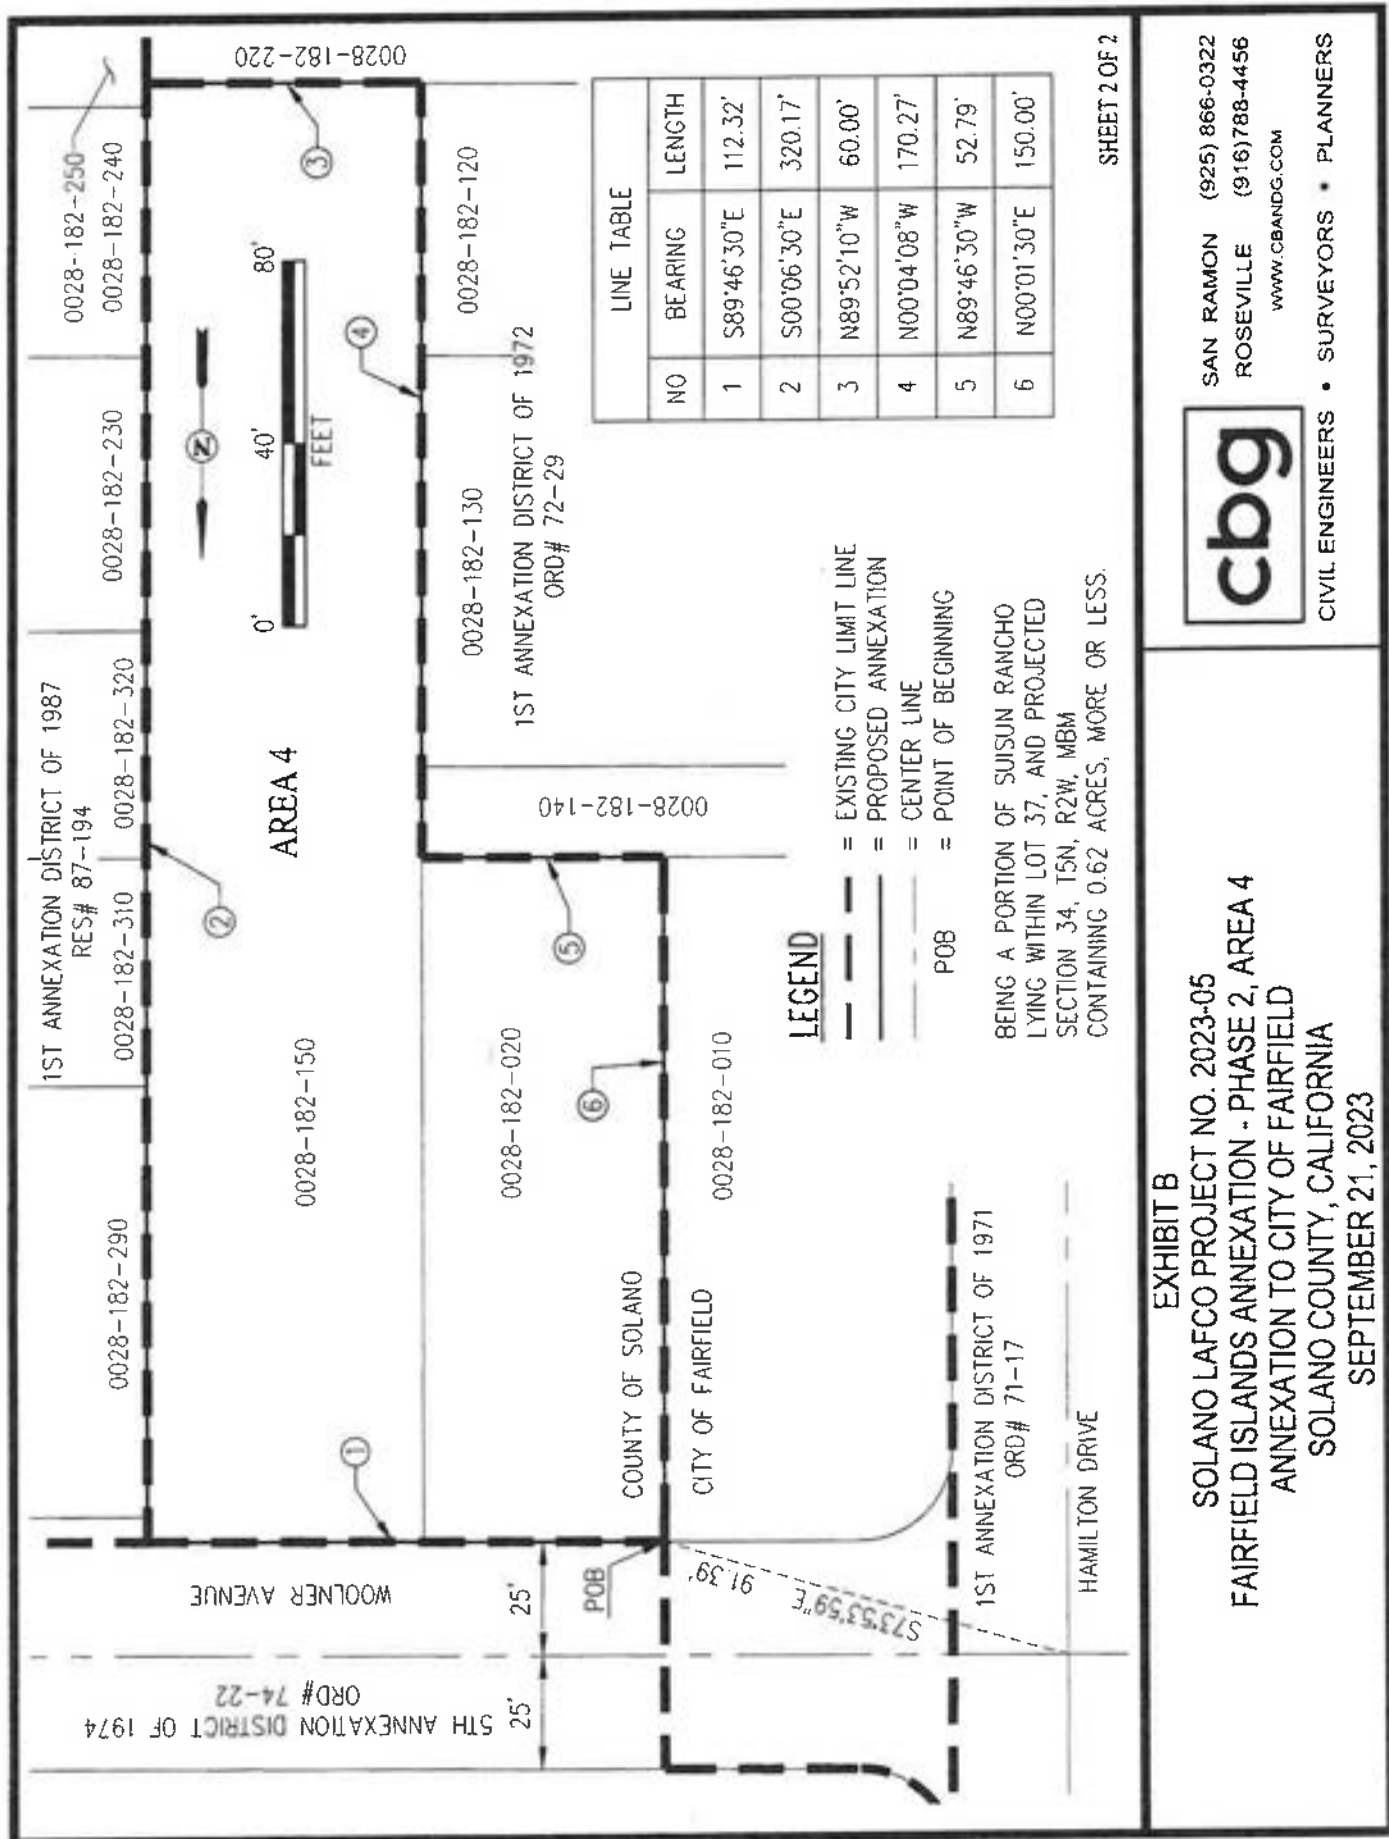 1ST ANNEXATION DISTRICT OF 1987
RES# 87-194
0028-182-250
0028-182-290
0028-182-310
0028-182-320
0028-182-230
0028-182-240
0028-182-220
2
3
N
0' 40' 80'
FEET
AREA 4
4
0028-182-150
1
WOOLNER AVENUE
5TH ANNEXATION DISTRICT OF 1974
ORD# 74-22
25'
25'
POB
0028-182-020
5
6
0028-182-140
0028-182-130
0028-182-120
1ST ANNEXATION DISTRICT OF 1972
ORD# 72-29
COUNTY OF SOLANO
CITY OF FAIRFIELD
0028-182-010
91.39'
S73°53'59"E
1ST ANNEXATION DISTRICT OF 1971
ORD# 71-17
HAMILTON DRIVE
LEGEND
= EXISTING CITY LIMIT LINE
= PROPOSED ANNEXATION
= CENTER LINE
POB = POINT OF BEGINNING
BEING A PORTION OF SUISUN RANCHO
LYING WITHIN LOT 37, AND PROJECTED
SECTION 34, T5N, R2W, MBM
CONTAINING 0.62 ACRES, MORE OR LESS.
LINE TABLE
NO BEARING LENGTH
1 S89°46'30"E 112.32'
2 S00°06'30"E 320.17'
3 N89°52'10"W 60.00'
4 N00°04'08"W 170.27'
5 N89°46'30"W 52.79'
6 N00°01'30"E 150.00'
SHEET 2 OF 2
EXHIBIT B
SOLANO LAFCO PROJECT NO. 2023-05
FAIRFIELD ISLANDS ANNEXATION - PHASE 2, AREA 4
ANNEXATION TO CITY OF FAIRFIELD
SOLANO COUNTY, CALIFORNIA
SEPTEMBER 21, 2023
cbg
SAN RAMON (925) 866-0322
ROSEVILLE (916)788-4456
WWW.CBANDG.COM
CIVIL ENGINEERS • SURVEYORS • PLANNERS